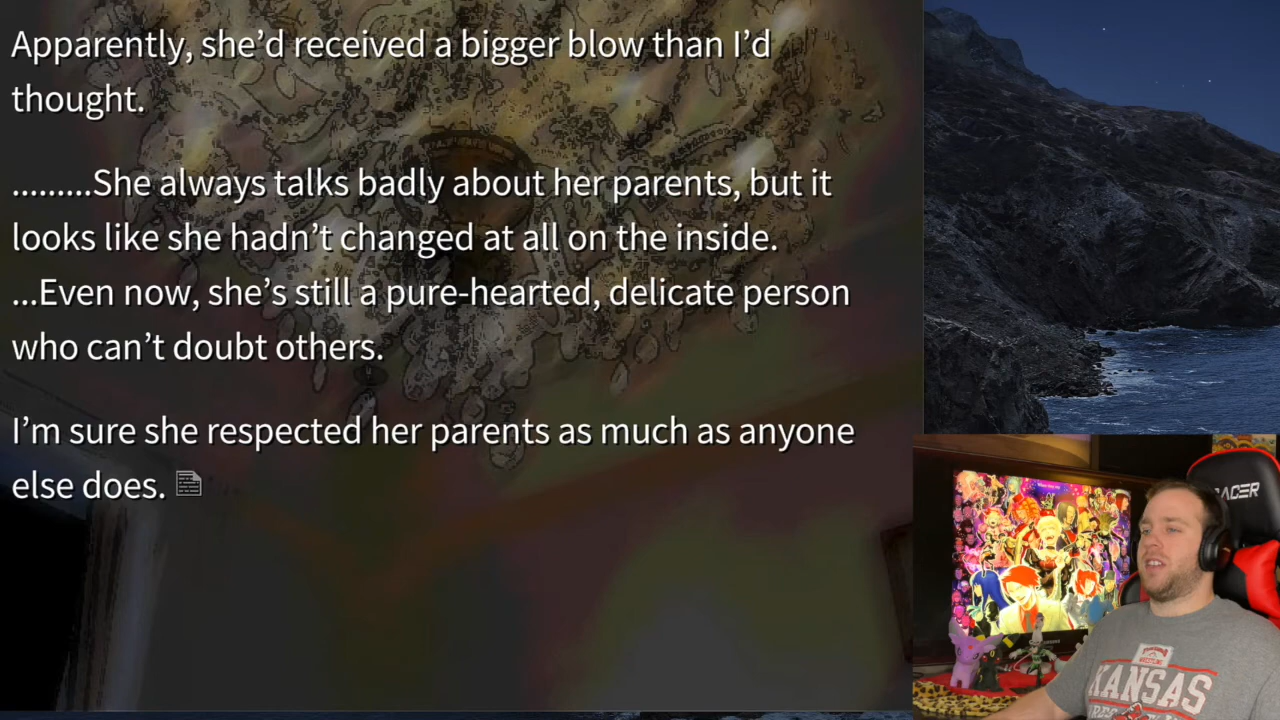 Apparently, she’d received a bigger blow than I’d
thought.
.........She always talks badly about her parents, but it
looks like she hadn’t changed at all on the inside.
...Even now, she’s still a pure-hearted, delicate person
who can’t doubt others.
I’m sure she respected her parents as much as anyone
else does.
RACER
KANSAS